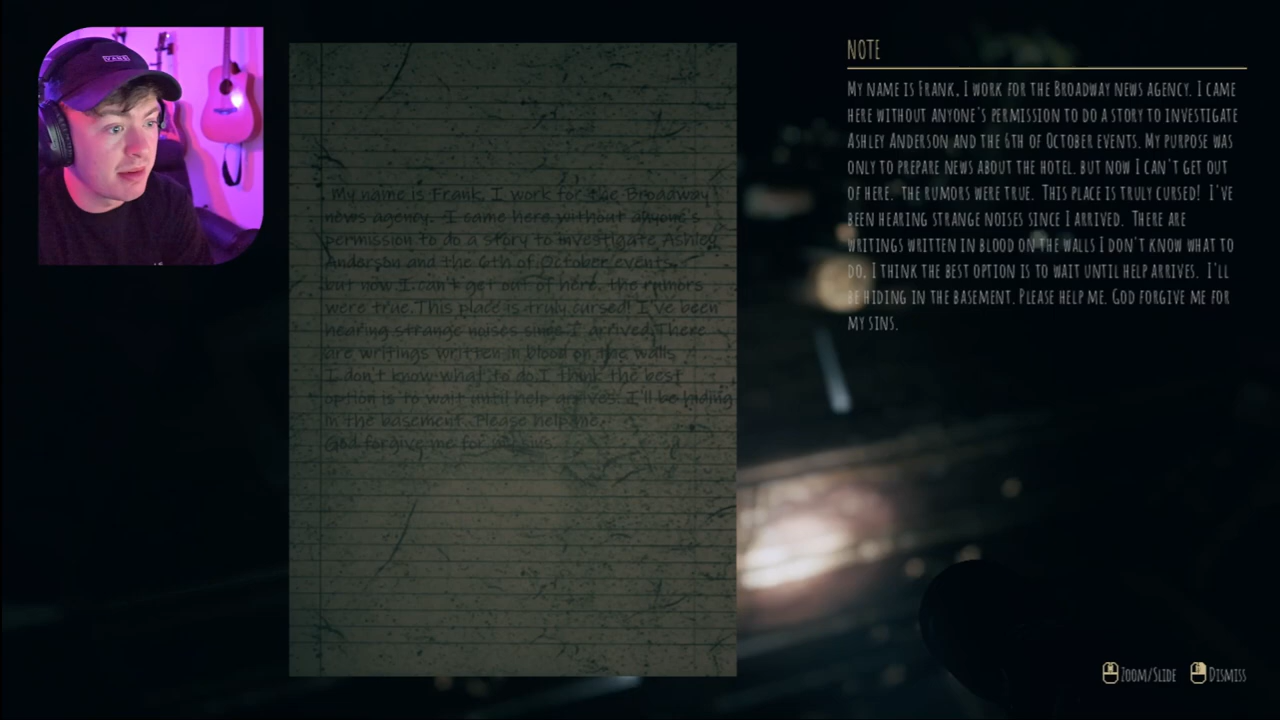 VANS
My name is Frank, I work for the Broadway
news agency. I came here without anyone's
permission to do a story to investigate Ashley
Anderson and the 6th of October events.
but now I can't get out of here. the rumors
were true. This place is truly cursed! I've been
hearing strange noises since I arrived. There
are writings written in blood on the walls
I don't know what to do. I think the best
option is to wait until help arrives. I'll be hiding
in the basement. Please help me.
God forgive me for my sins.
NOTE
My name is Frank, I work for the Broadway news agency. I came
here without anyone's permission to do a story to investigate
Ashley Anderson and the 6th of October events. My purpose was
only to prepare news about the hotel. but now I can't get out
of here. the rumors were true. This place is truly cursed! I've
been hearing strange noises since I arrived. There are
writings written in blood on the walls I don't know what to
do, I think the best option is to wait until help arrives. I'll
be hiding in the basement. Please help me. God forgive me for
my sins.
Zoom/Slide Dismiss